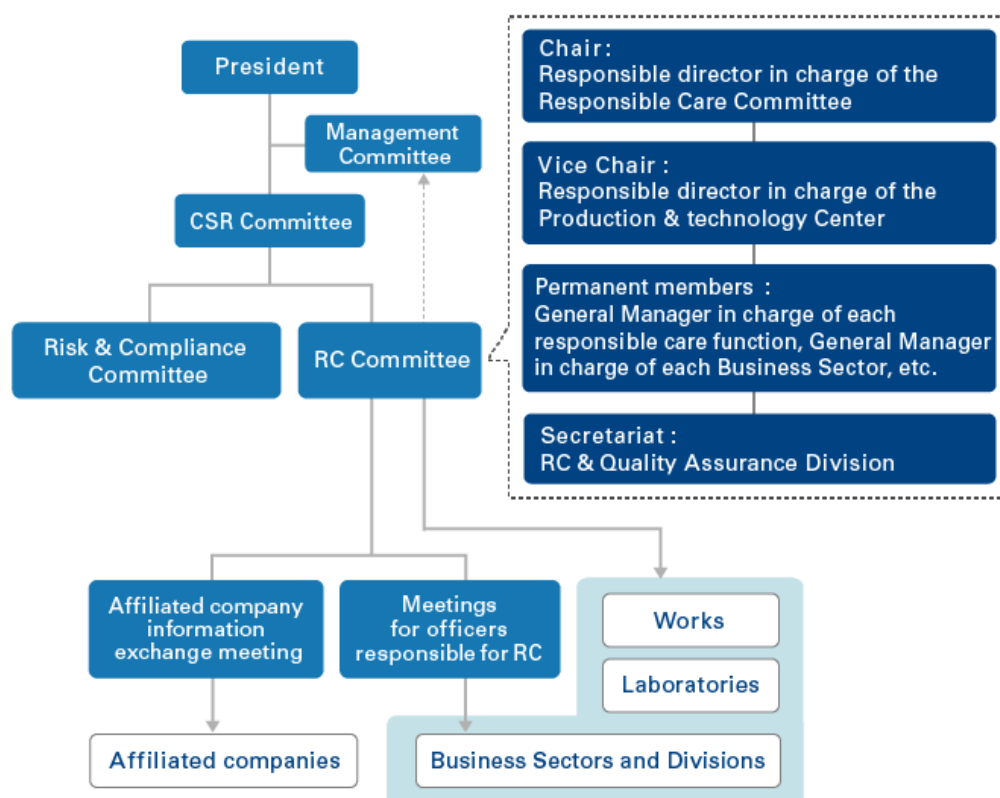 President
Management
Committee
CSR Committee
Risk & Compliance
Committee
RC Committee
Chair:
Responsible director in charge of the
Responsible Care Committee
Vice Chair :
Responsible director in charge of the
Production & technology Center
Permanent members :
General Manager in charge of each
responsible care function, General Manager
in charge of each Business Sector, etc.
Secretariat :
RC & Quality Assurance Division
Affiliated company
information
exchange meeting
Meetings
for officers
responsible for RC
Works
Laboratories
Affiliated companies
Business Sectors and Divisions